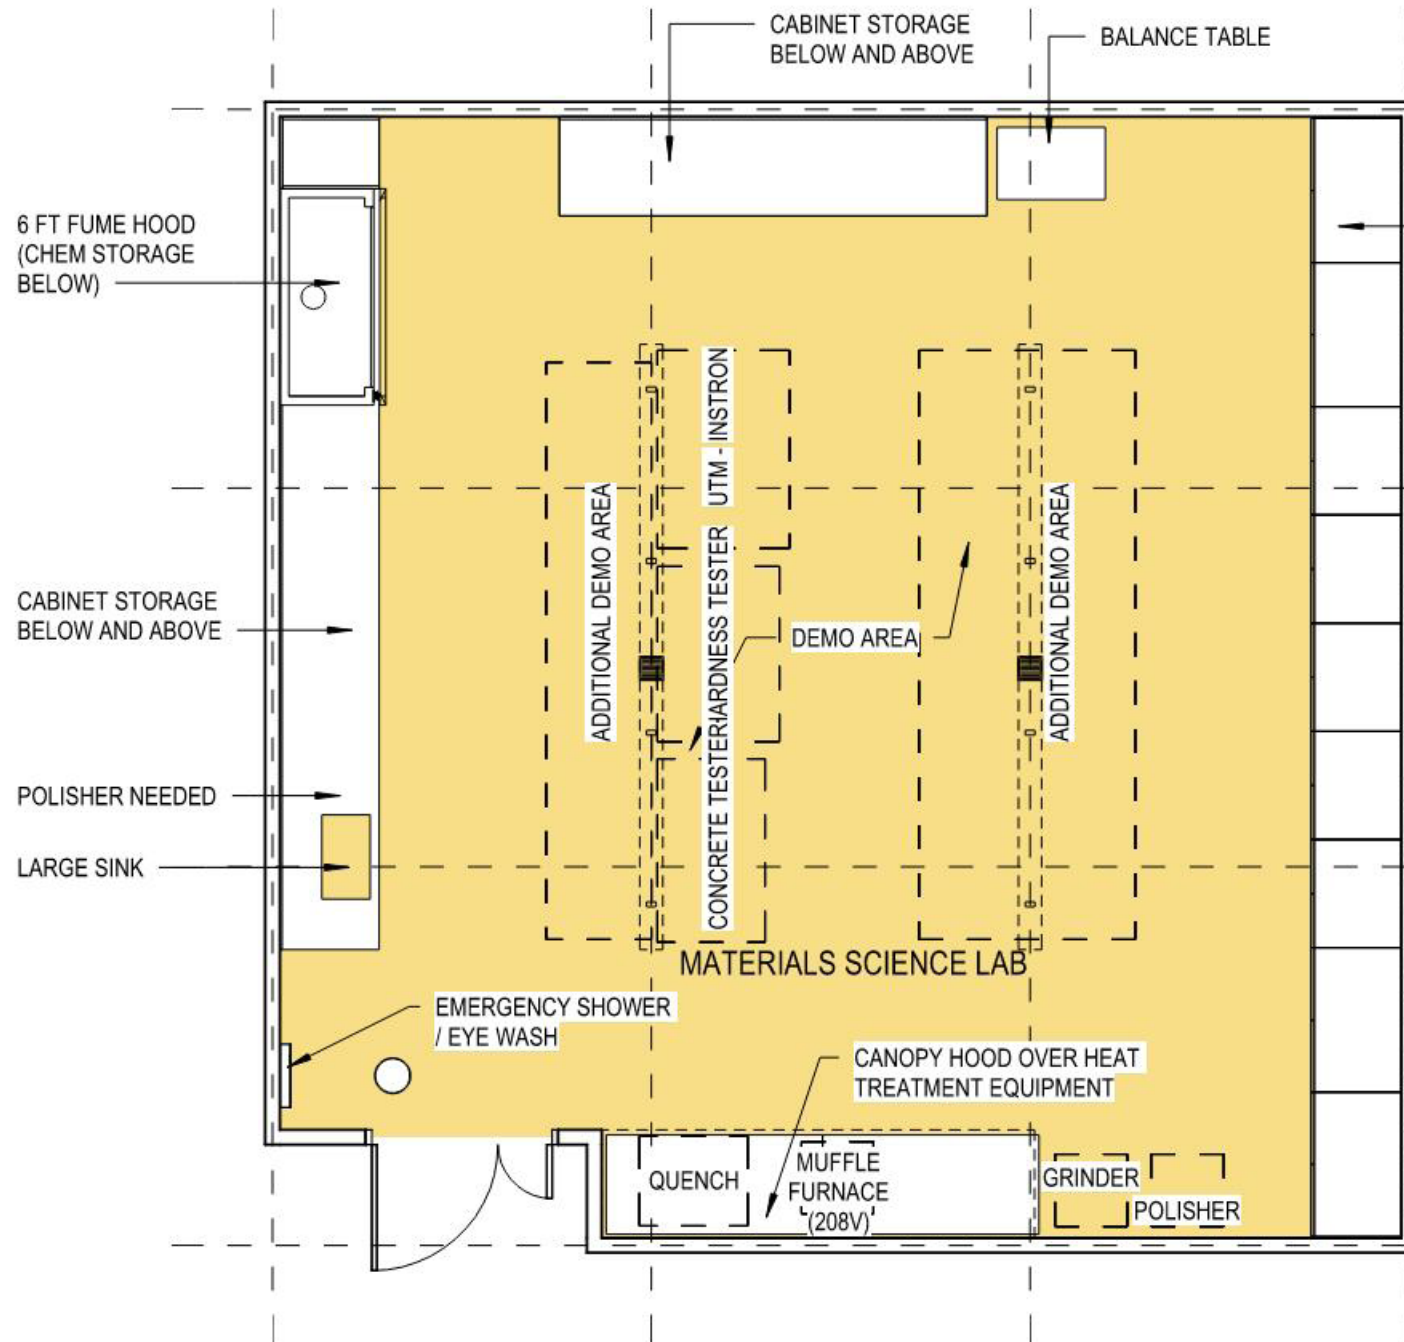 CABINET STORAGE
BELOW AND ABOVE
BALANCE TABLE
6 FT FUME HOOD
(CHEM STORAGE
BELOW)
UTM - INSTRON
ADDITIONAL DEMO AREA
HARDNESS TESTER
ADDITIONAL DEMO AREA
CABINET STORAGE
BELOW AND ABOVE
DEMO AREA
CONCRETE TESTER
POLISHER NEEDED
LARGE SINK
MATERIALS SCIENCE LAB
EMERGENCY SHOWER
/ EYE WASH
CANOPY HOOD OVER HEAT
TREATMENT EQUIPMENT
QUENCH
MUFFLE
FURNACE
(208V)
GRINDER
POLISHER